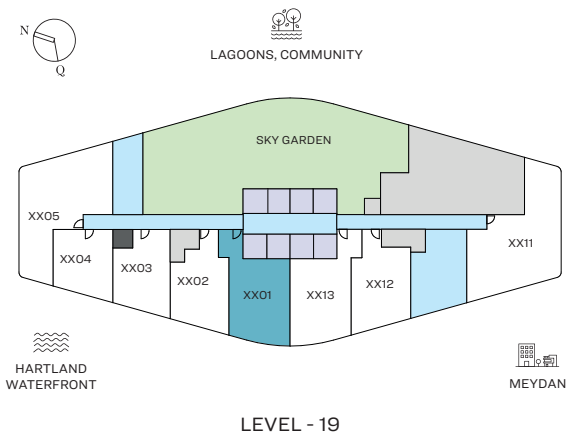 N
Q
LAGOONS, COMMUNITY
SKY GARDEN
XX05
XX04
XX03
XX02
XX01
XX13
XX12
XX11
HARTLAND
WATERFRONT
MEYDAN
LEVEL - 19